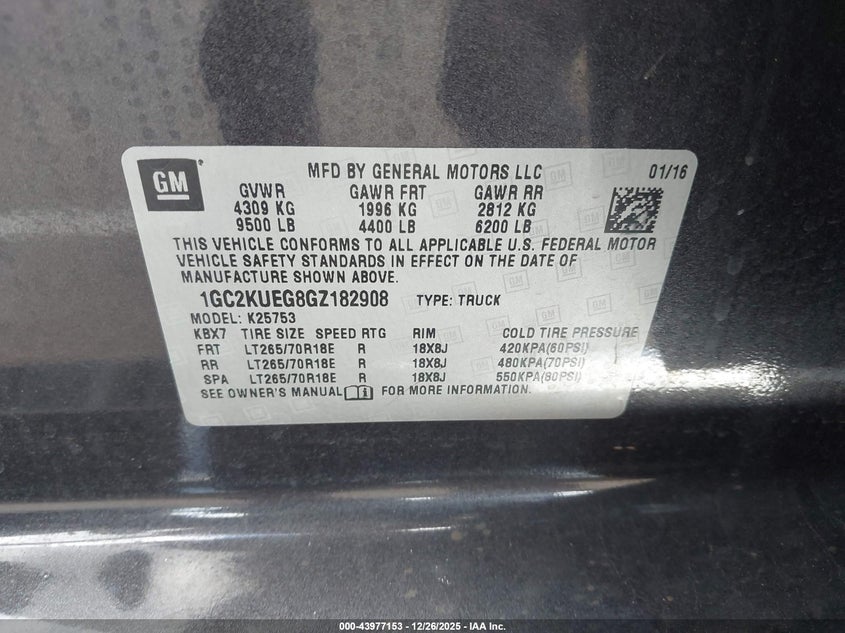 GM
MFD BY GENERAL MOTORS LLC 01/16
GVWR GAWR FRT GAWR RR
4309 KG 1996 KG 2812 KG
9500 LB 4400 LB 6200 LB
THIS VEHICLE CONFORMS TO ALL APPLICABLE U.S. FEDERAL MOTOR
VEHICLE SAFETY STANDARDS IN EFFECT ON THE DATE OF
MANUFACTURE SHOWN ABOVE.
1GC2KUEG8GZ182908 TYPE: TRUCK
MODEL: K25753
KBX7 TIRE SIZE SPEED RTG RIM COLD TIRE PRESSURE
FRT LT265/70R18E R 18X8J 420KPA(60PSI)
RR LT265/70R18E R 18X8J 480KPA(70PSI)
SPA LT265/70R18E R 18X8J 550KPA(80PSI)
SEE OWNER'S MANUAL FOR MORE INFORMATION.
000-43977153 - 12/26/2025 - IAA Inc.